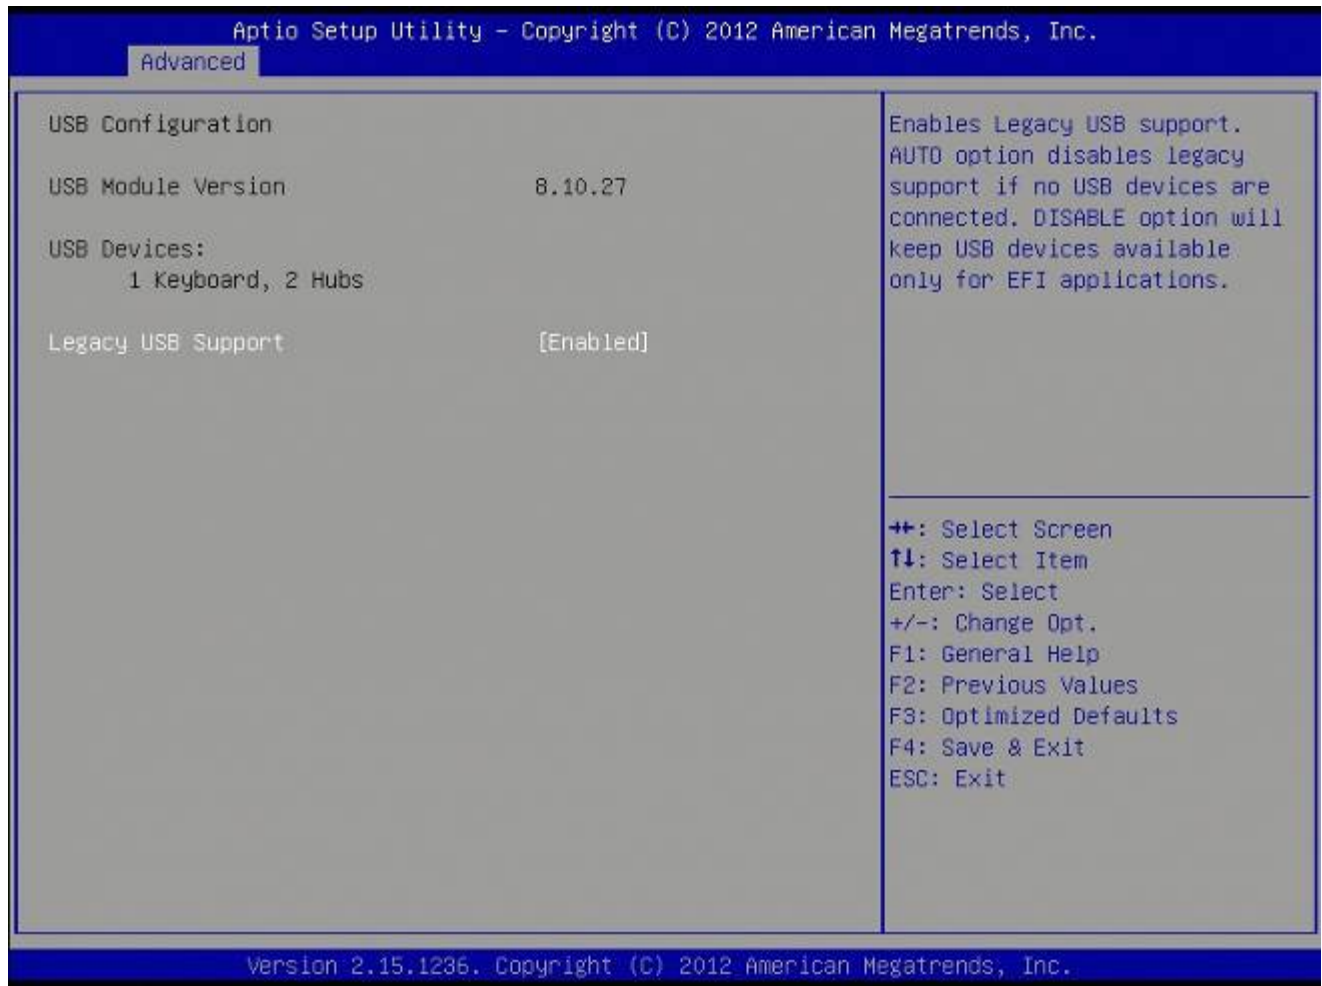 Aptio Setup Utility – Copyright (C) 2012 American Megatrends, Inc.
Advanced
USB Configuration
USB Module Version 8.10.27
USB Devices:
1 Keyboard, 2 Hubs
Legacy USB Support [Enabled]
Enables Legacy USB support.
AUTO option disables legacy
support if no USB devices are
connected. DISABLE option will
keep USB devices available
only for EFI applications.
→←: Select Screen
↑↓: Select Item
Enter: Select
+/-: Change Opt.
F1: General Help
F2: Previous Values
F3: Optimized Defaults
F4: Save & Exit
ESC: Exit
Version 2.15.1236. Copyright (C) 2012 American Megatrends, Inc.